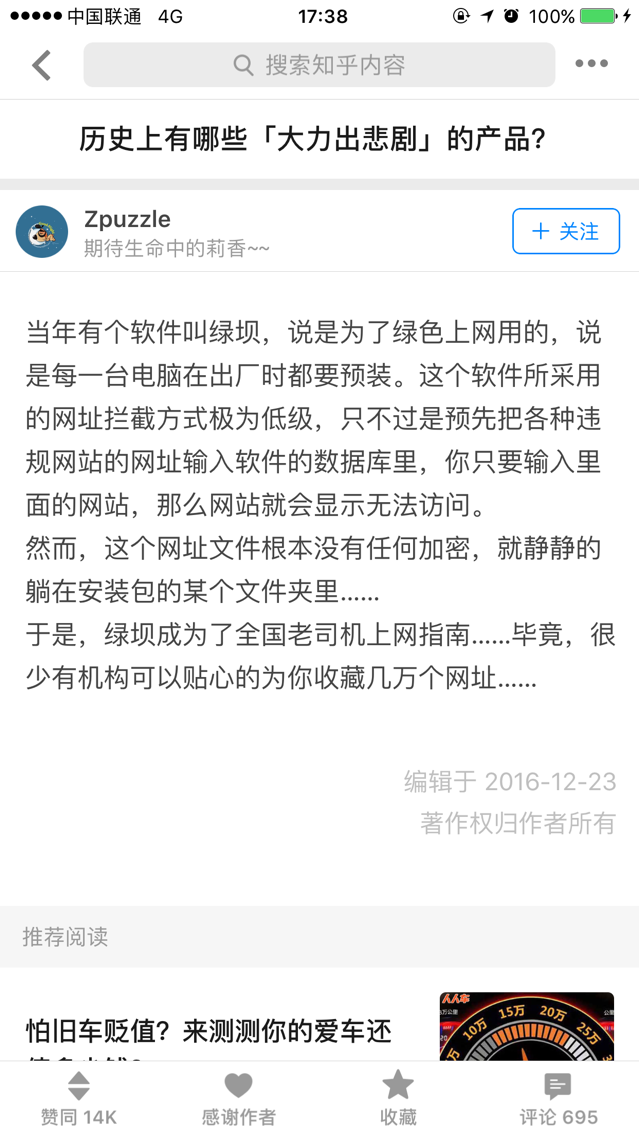 中国联通 4G 17:38 100%
搜索知乎内容
历史上有哪些「大力出悲剧」的产品?
Zpuzzle
期待生命中的莉香~~
+ 关注
当年有个软件叫绿坝，说是为了绿色上网用的，说
是每一台电脑在出厂时都要预装。这个软件所采用
的网址拦截方式极为低级，只不过是预先把各种违
规网站的网址输入软件的数据库里，你只要输入里
面的网站，那么网站就会显示无法访问。
然而，这个网址文件根本没有任何加密，就静静的
躺在安装包的某个文件夹里……
于是，绿坝成为了全国老司机上网指南……毕竟，很
少有机构可以贴心的为你收藏几万个网址……
编辑于 2016-12-23
著作权归作者所有
推荐阅读
人人车
10万 15万 20万 25万
怕旧车贬值？来测测你的爱车还
赞同 14K 感谢作者 收藏 评论 695